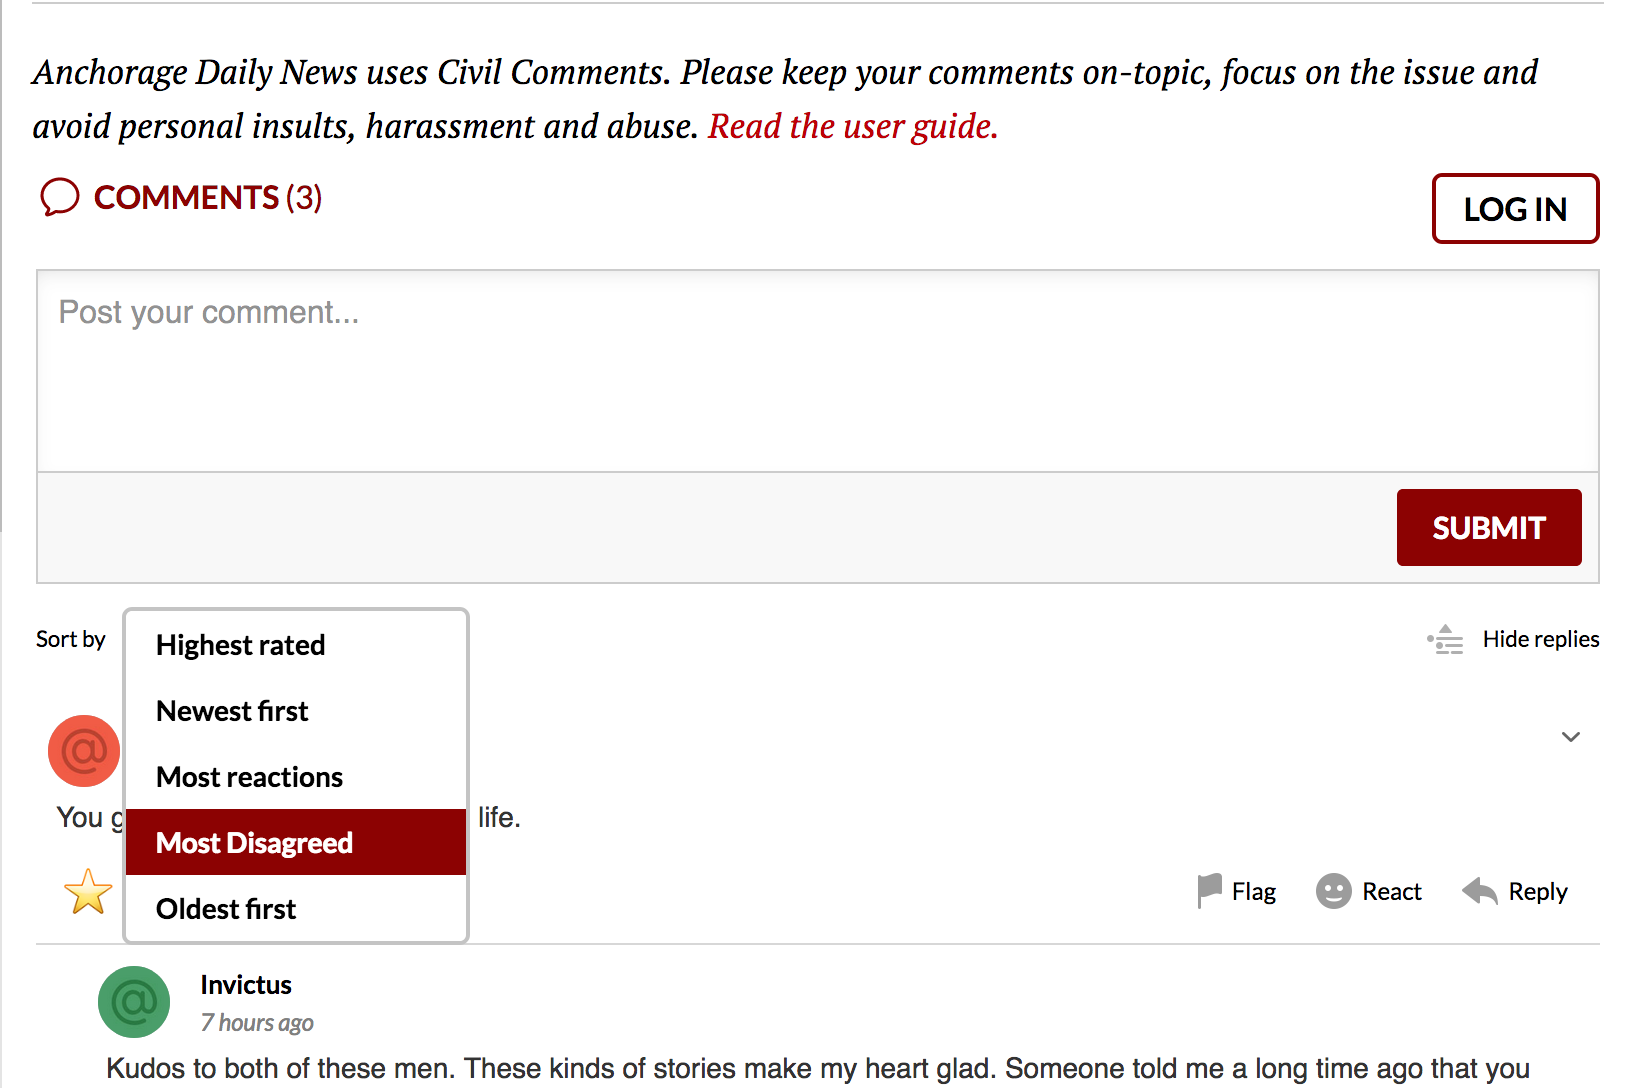 Anchorage Daily News uses Civil Comments. Please keep your comments on-topic, focus on the issue and
avoid personal insults, harassment and abuse. Read the user guide.
COMMENTS (3)
LOG IN
Post your comment...
SUBMIT
Sort by
Highest rated
Newest first
Most reactions
Most Disagreed
Oldest first
Hide replies
You
life.
Flag
React
Reply
Invictus
7 hours ago
Kudos to both of these men. These kinds of stories make my heart glad. Someone told me a long time ago that you